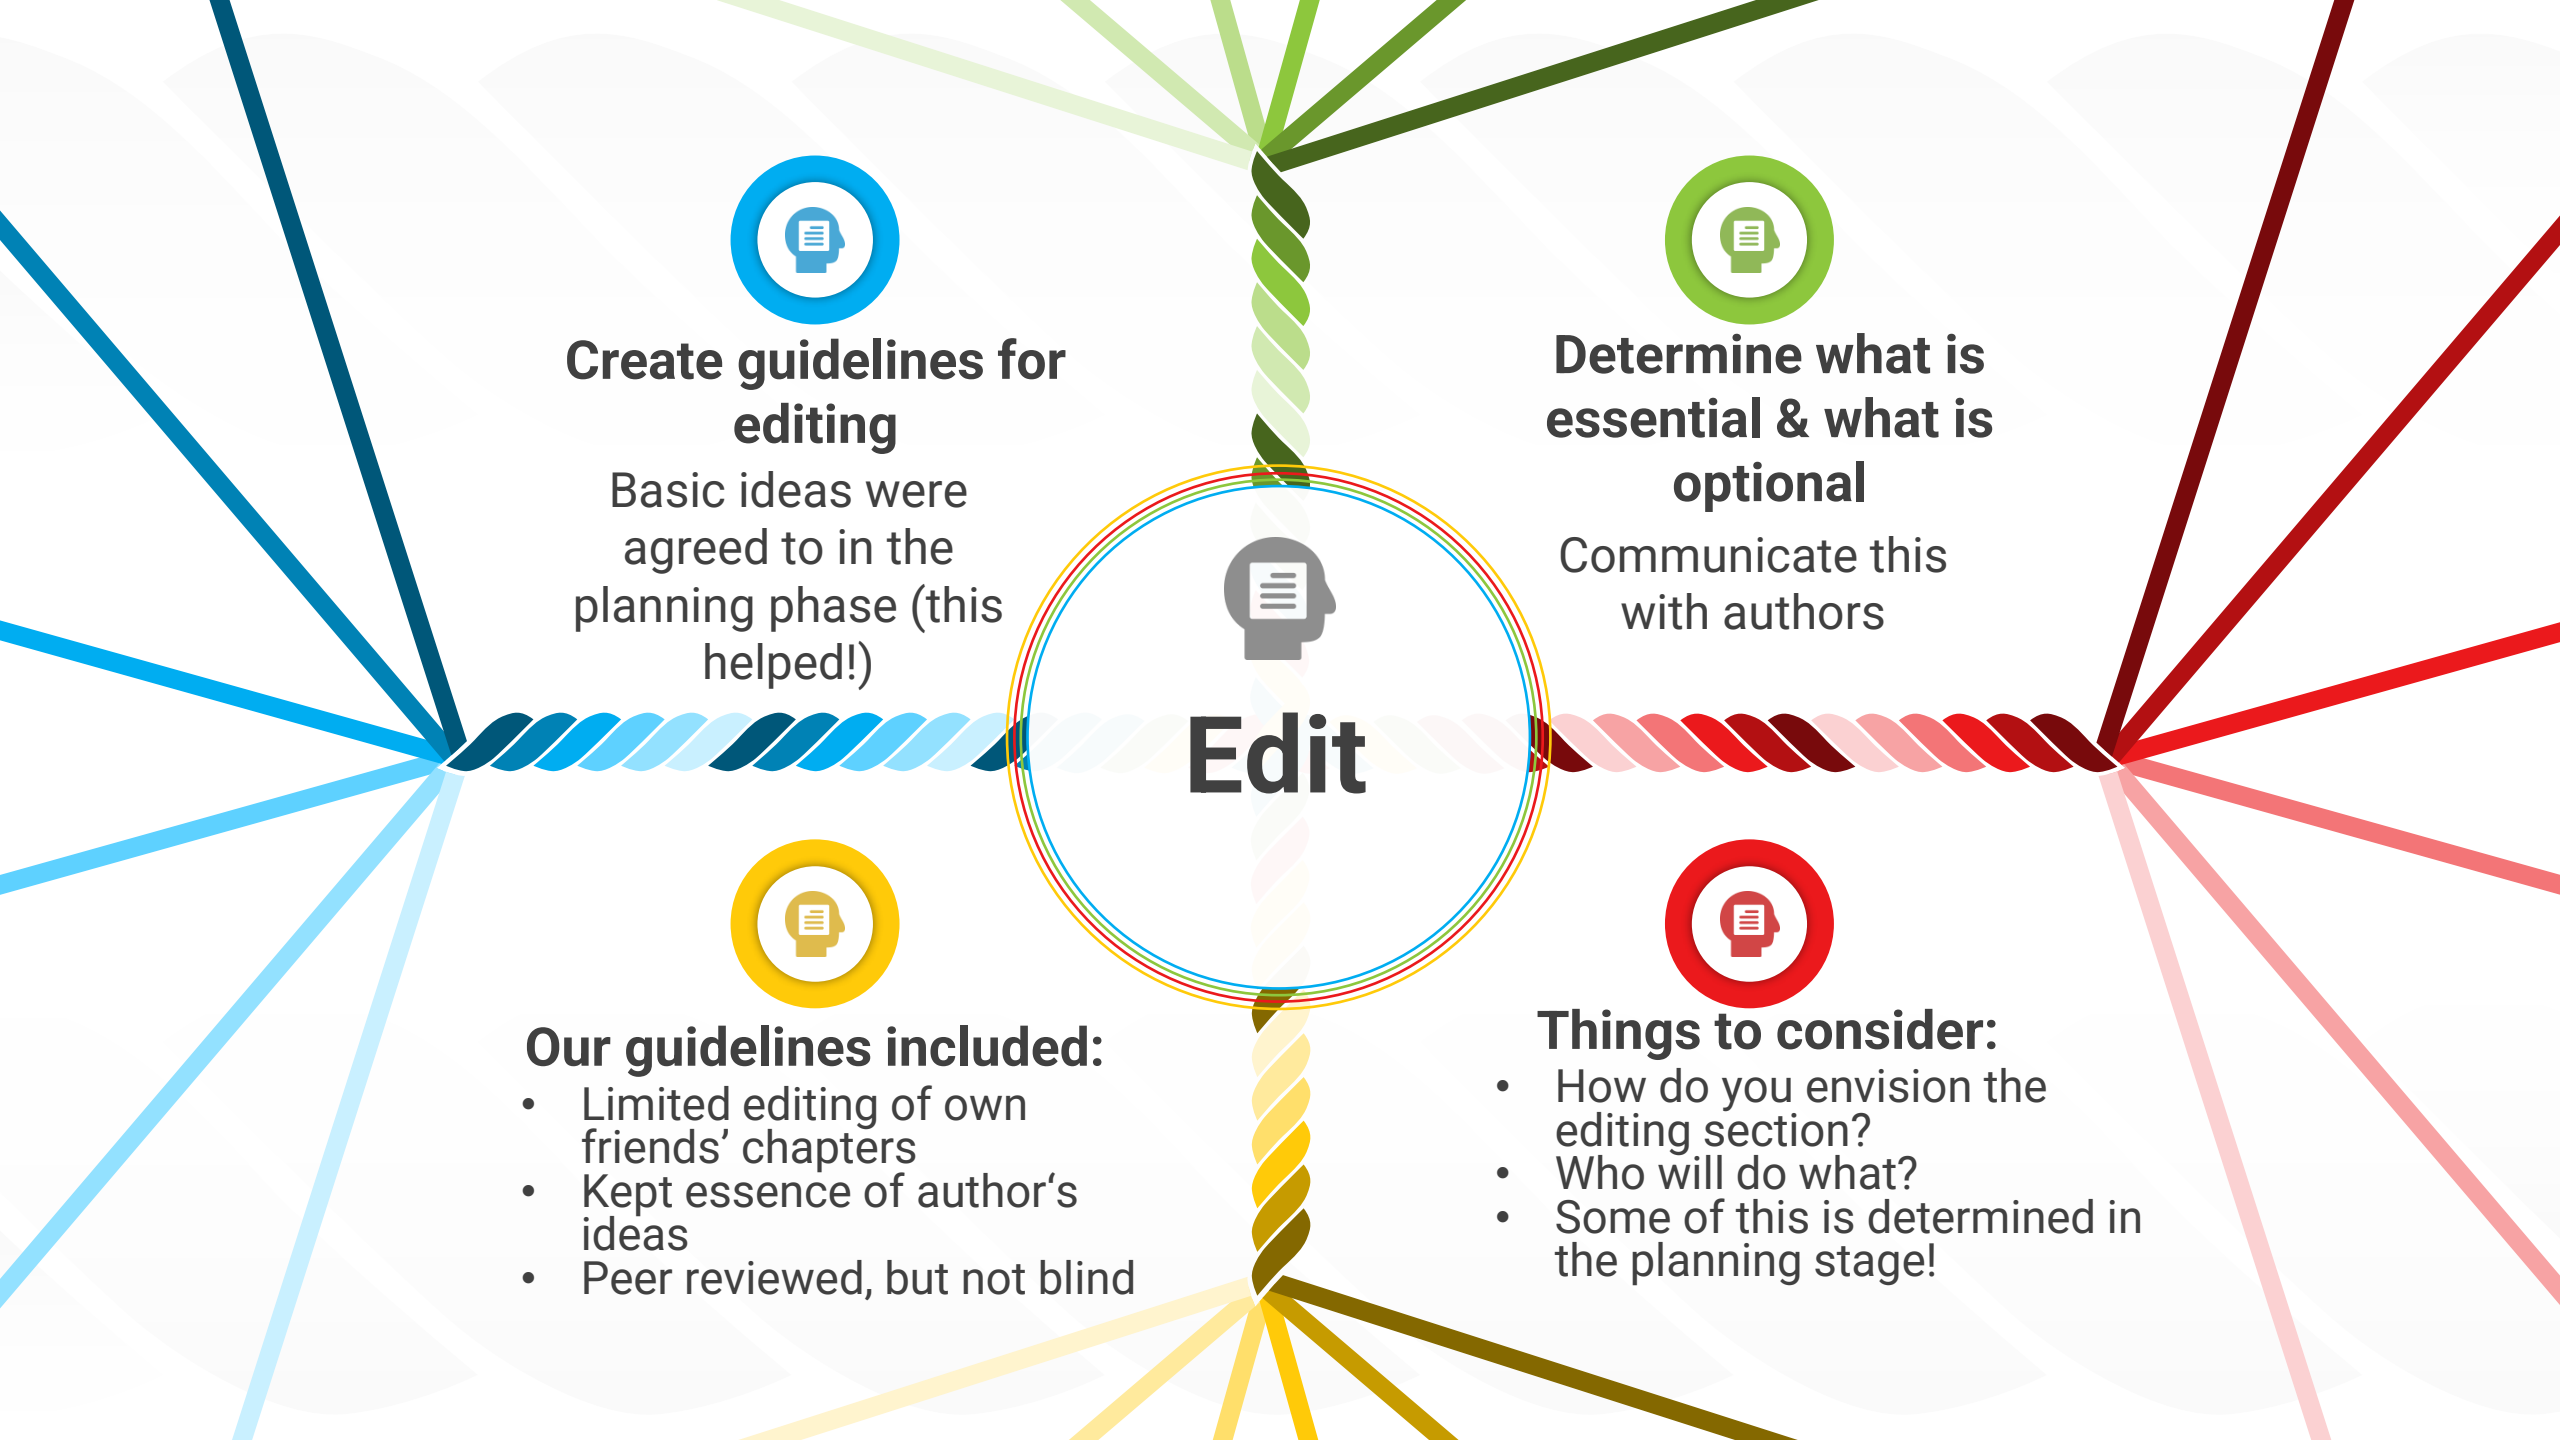 Create guidelines for
editing
Basic ideas were
agreed to in the
planning phase (this
helped!)
Determine what is
essential & what is
optional
Communicate this
with authors
Edit
Our guidelines included:
• Limited editing of own
friends’ chapters
• Kept essence of author‘s
ideas
• Peer reviewed, but not blind
Things to consider:
• How do you envision the
editing section?
• Who will do what?
• Some of this is determined in
the planning stage!